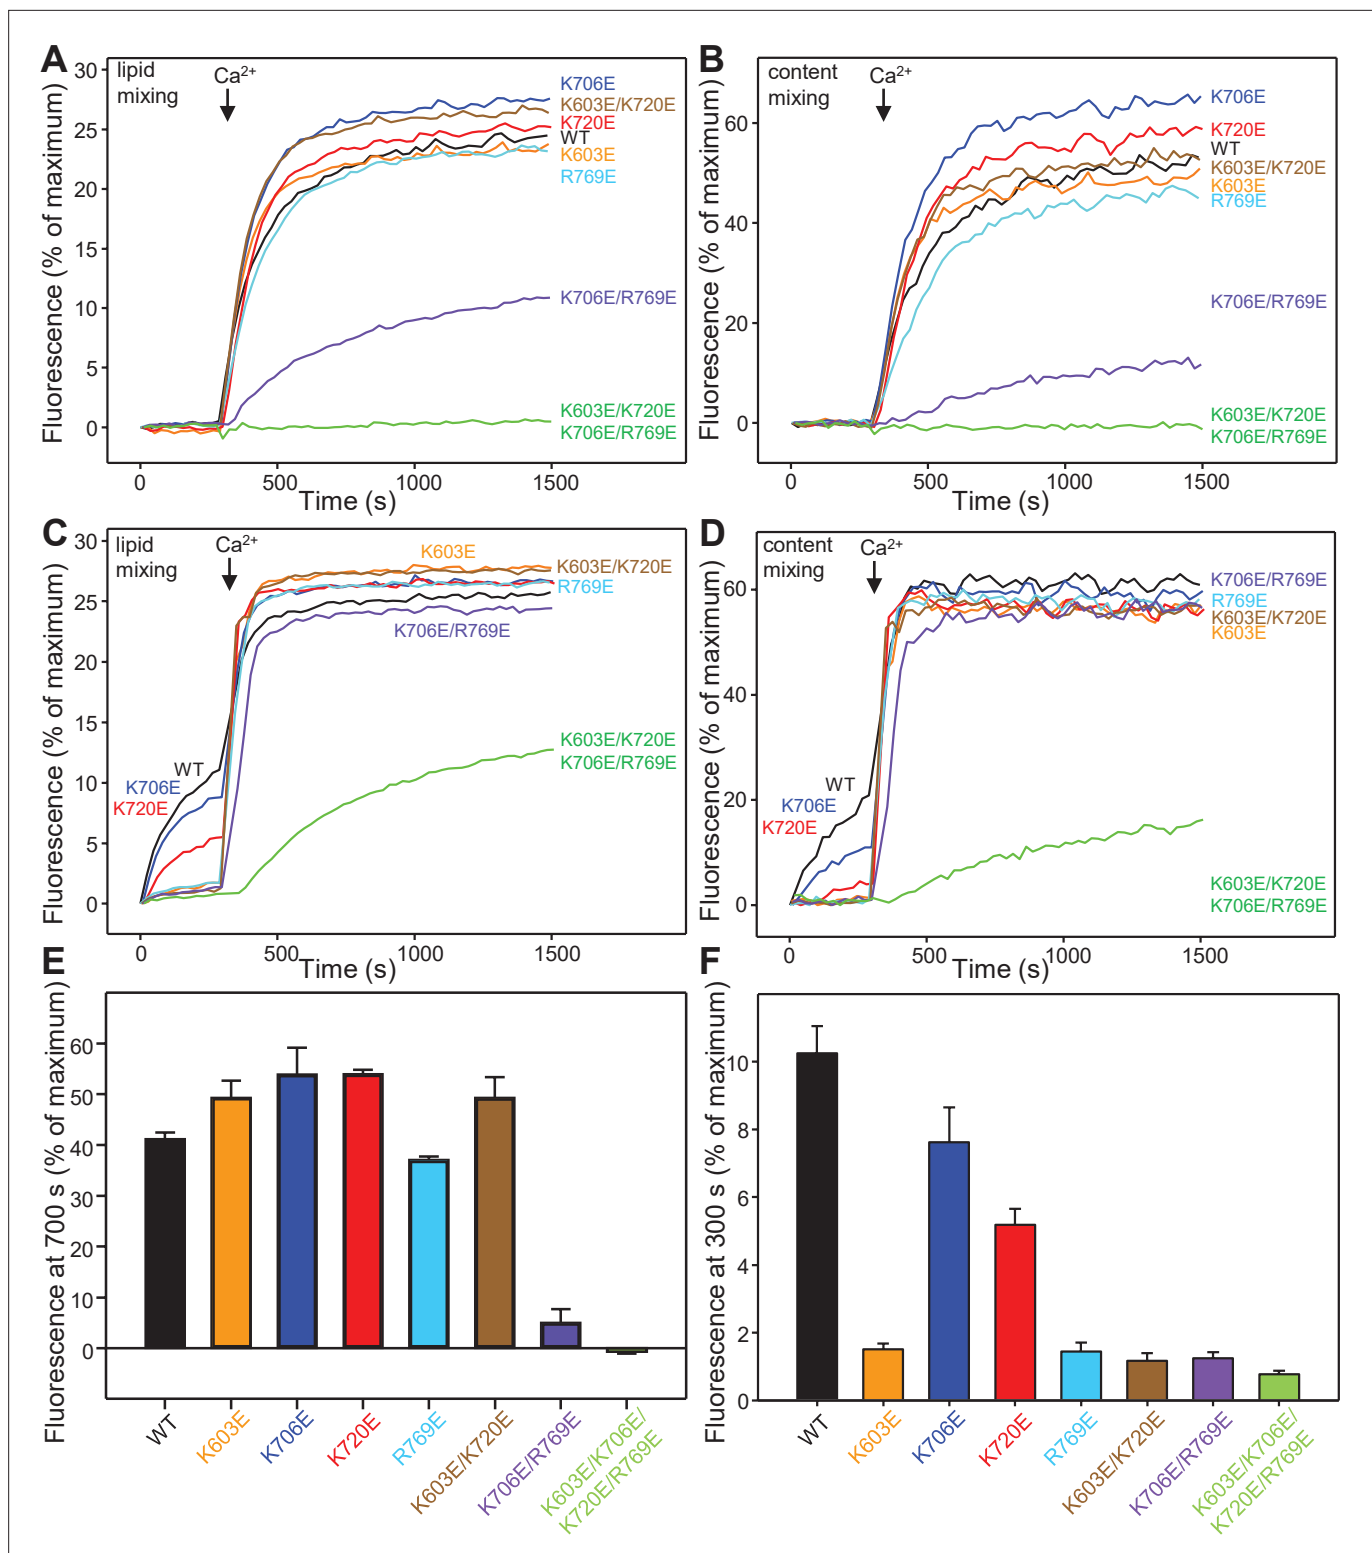 A
lipid
mixing
Ca2+
30
25
20
15
10
5
0
Fluorescence (% of maximum)
K706E
K603E/K720E
K720E
WT
K603E
R769E
K706E/R769E
K603E/K720E
K706E/R769E
0
500
1000
1500
Time (s)
B
content
mixing
Ca2+
60
40
20
0
Fluorescence (% of maximum)
K706E
K720E
WT
K603E/K720E
K603E
R769E
K706E/R769E
K603E/K720E
K706E/R769E
0
500
1000
1500
Time (s)
C
lipid
mixing
Ca2+
30
25
20
15
10
5
0
Fluorescence (% of maximum)
K603E
K603E/K720E
R769E
K706E/R769E
WT
K706E
K720E
K603E/K720E
K706E/R769E
0
500
1000
1500
Time (s)
D
content
mixing
Ca2+
60
40
20
0
Fluorescence (% of maximum)
K706E/R769E
R769E
K603E/K720E
K603E
WT
K706E
K720E
K603E/K720E
K706E/R769E
0
500
1000
1500
Time (s)
E
Fluorescence at 700 s (% of maximum)
60
50
40
30
20
10
0
WT
K603E
K706E
K720E
R769E
K603E/K720E
K706E/R769E
K603E/K706E/
K720E/R769E
F
Fluorescence at 300 s (% of maximum)
10
8
6
4
2
0
WT
K603E
K706E
K720E
R769E
K603E/K720E
K706E/R769E
K603E/K706E/
K720E/R769E